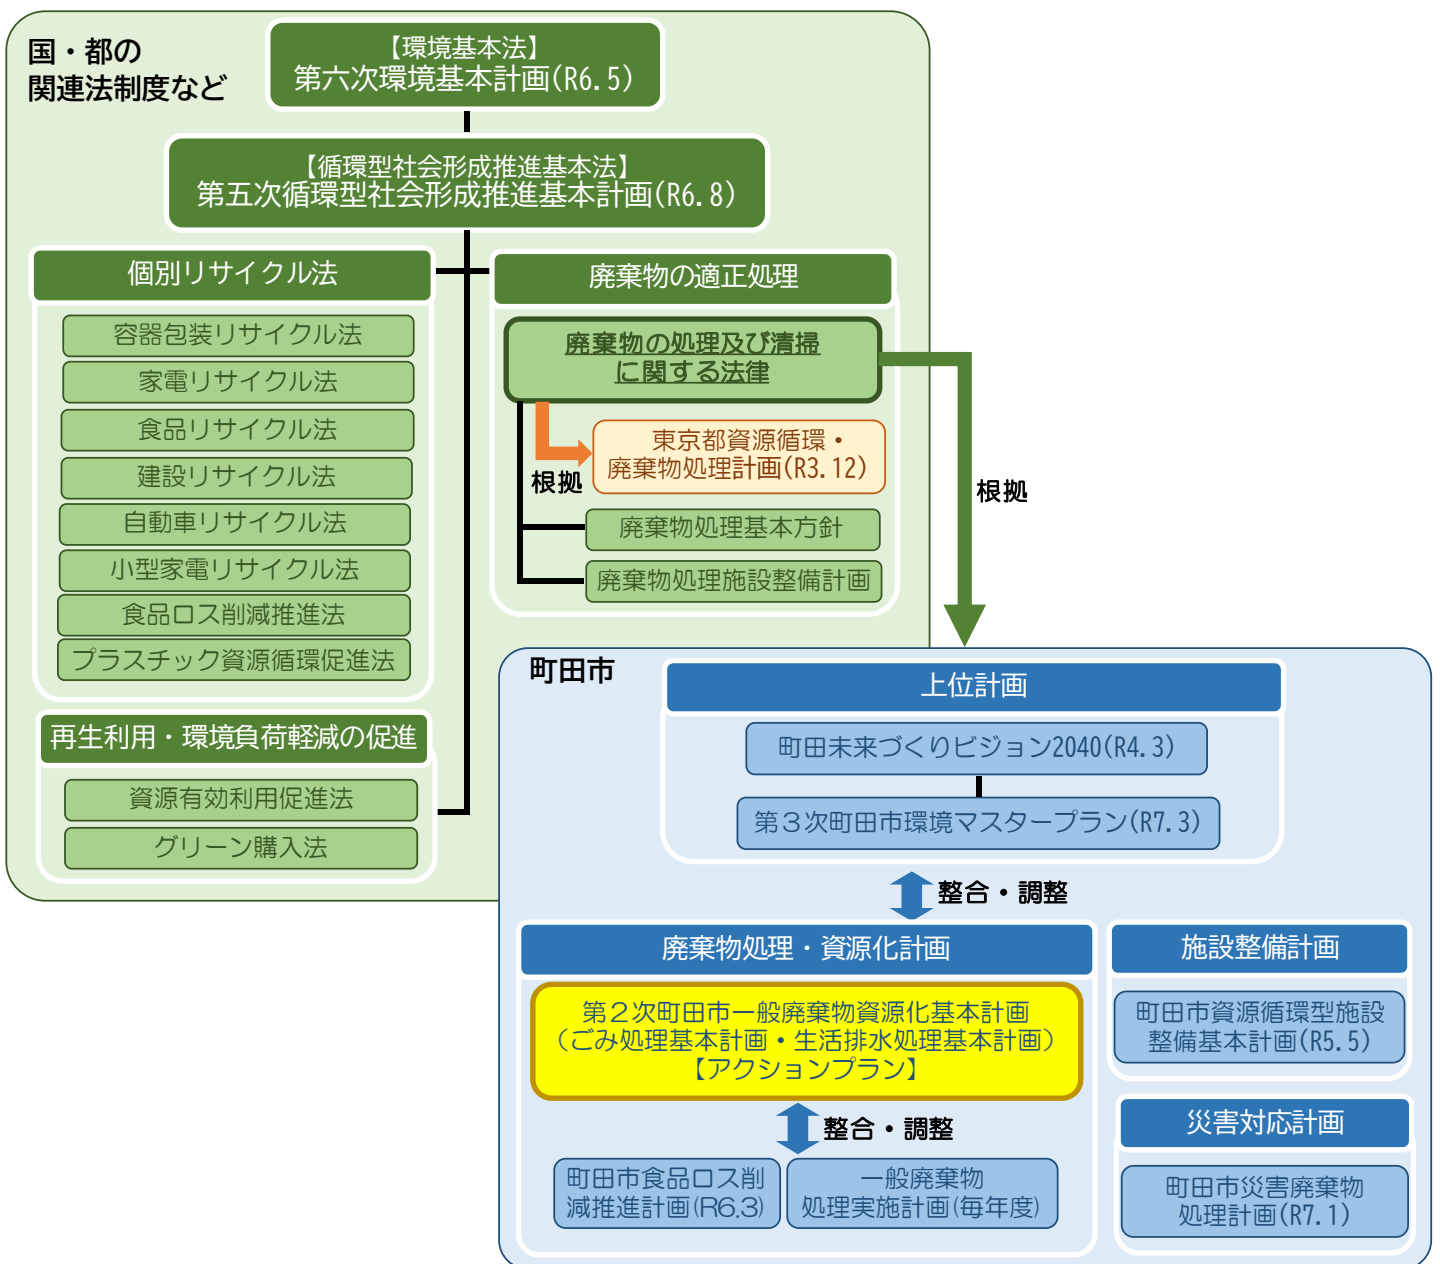 国・都の
関連法制度など
【環境基本法】
第六次環境基本計画(R6.5)
【循環型社会形成推進基本法】
第五次循環型社会形成推進基本計画(R6.8)
個別リサイクル法
容器包装リサイクル法
家電リサイクル法
食品リサイクル法
建設リサイクル法
自動車リサイクル法
小型家電リサイクル法
食品ロス削減推進法
プラスチック資源循環促進法
再生利用・環境負荷軽減の促進
資源有効利用促進法
グリーン購入法
廃棄物の適正処理
廃棄物の処理及び清掃
に関する法律
東京都資源循環・
廃棄物処理計画(R3.12)
根拠
廃棄物処理基本方針
廃棄物処理施設整備計画
根拠
町田市
上位計画
町田未来づくりビジョン2040(R4.3)
第3次町田市環境マスタープラン(R7.3)
整合・調整
廃棄物処理・資源化計画
第2次町田市一般廃棄物資源化基本計画
(ごみ処理基本計画・生活排水処理基本計画)
【アクションプラン】
整合・調整
町田市食品ロス削
減推進計画(R6.3)
一般廃棄物
処理実施計画(毎年度)
施設整備計画
町田市資源循環型施設
整備基本計画(R5.5)
災害対応計画
町田市災害廃棄物
処理計画(R7.1)